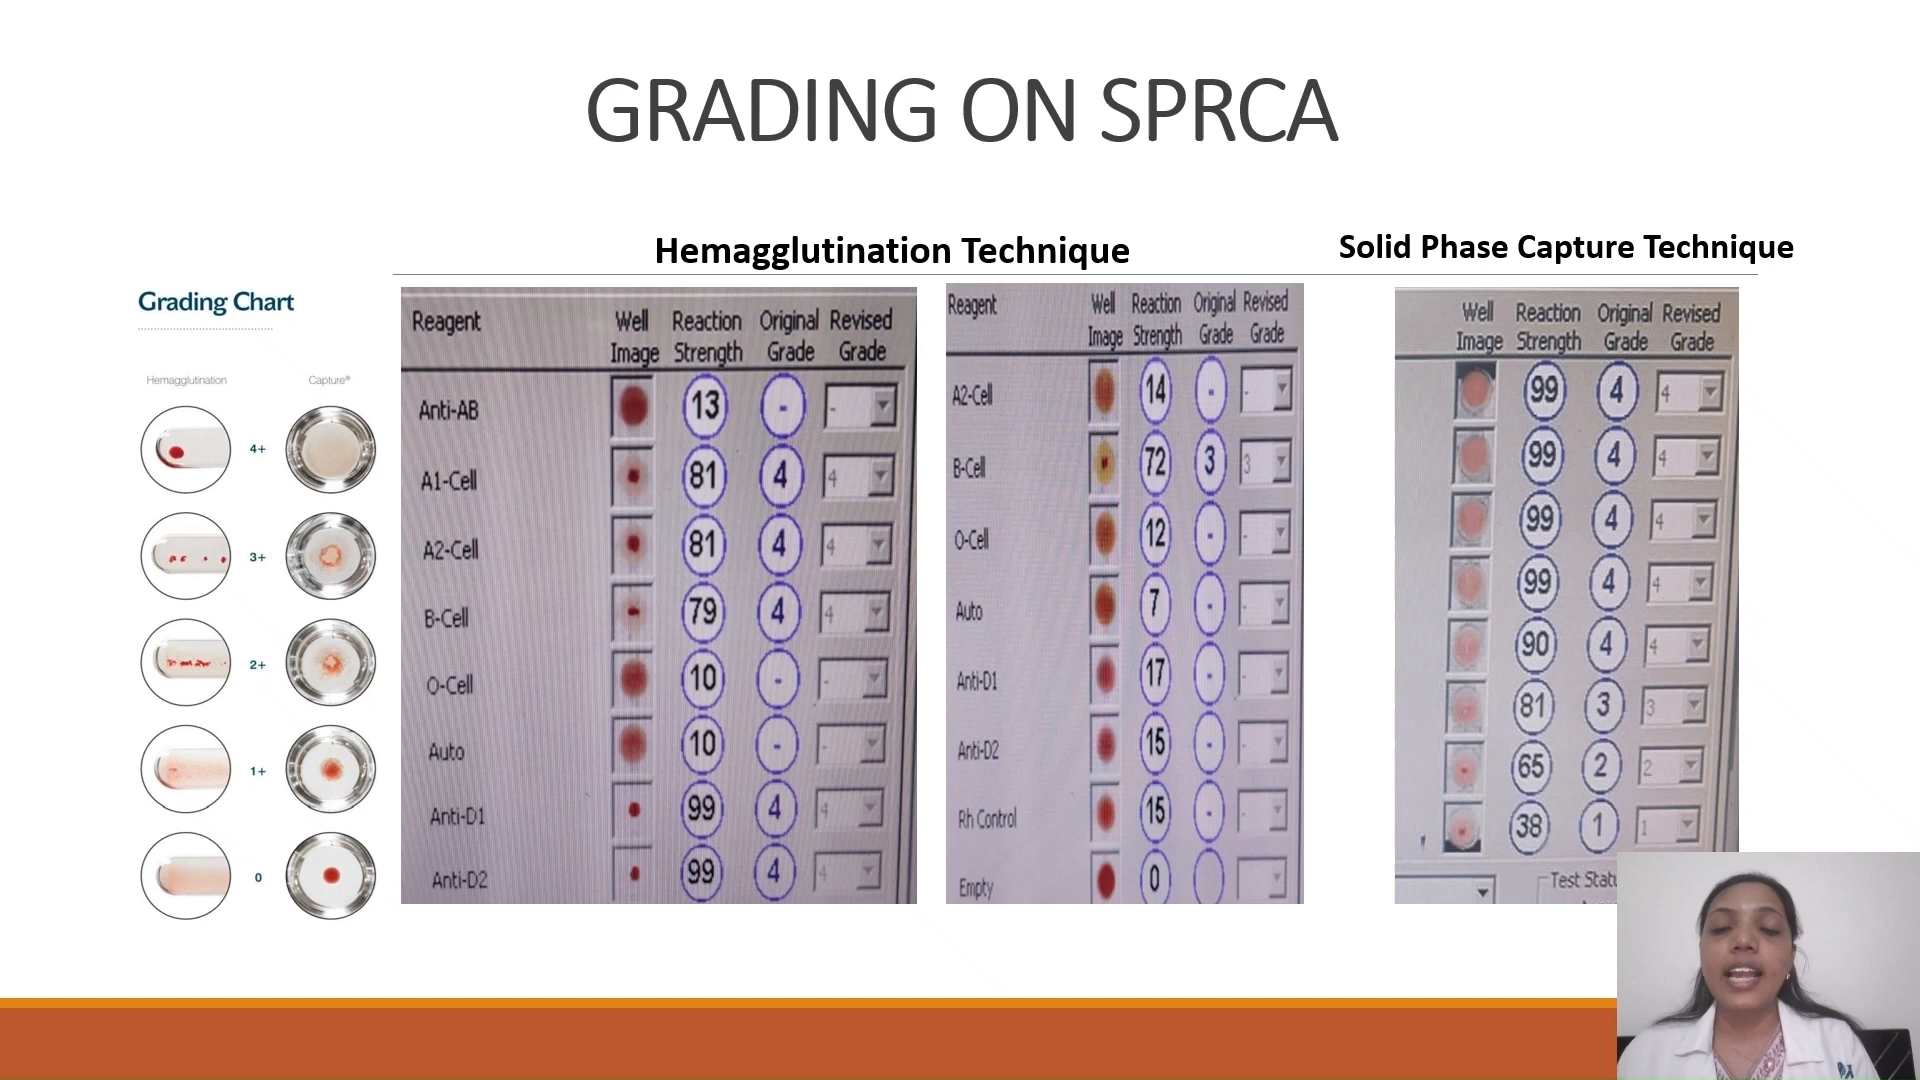 GRADING ON SPRCA
Hemagglutination Technique
Solid Phase Capture Technique
Grading Chart
Hemagglutination
Capture®
4+
3+
2+
1+
0
Reagent Well Image Reaction Strength Original Grade Revised Grade
Anti-AB 13 - -
A1-Cell 81 4 4
A2-Cell 81 4 4
B-Cell 79 4 4
O-Cell 10 - -
Auto 10 - -
Anti-D1 99 4 4
Anti-D2 99 4 4
Reagent Well Image Reaction Strength Original Grade Revised Grade
A2-Cell 14 - -
B-Cell 72 3 3
O-Cell 12 - -
Auto 7 - -
Anti-D1 17 - -
Anti-D2 15 - -
Rh Control 15 - -
Empty 0
Well Image Reaction Strength Original Grade Revised Grade
99 4 4
99 4 4
99 4 4
99 4 4
90 4 4
81 3 3
65 2 2
38 1 1
Test